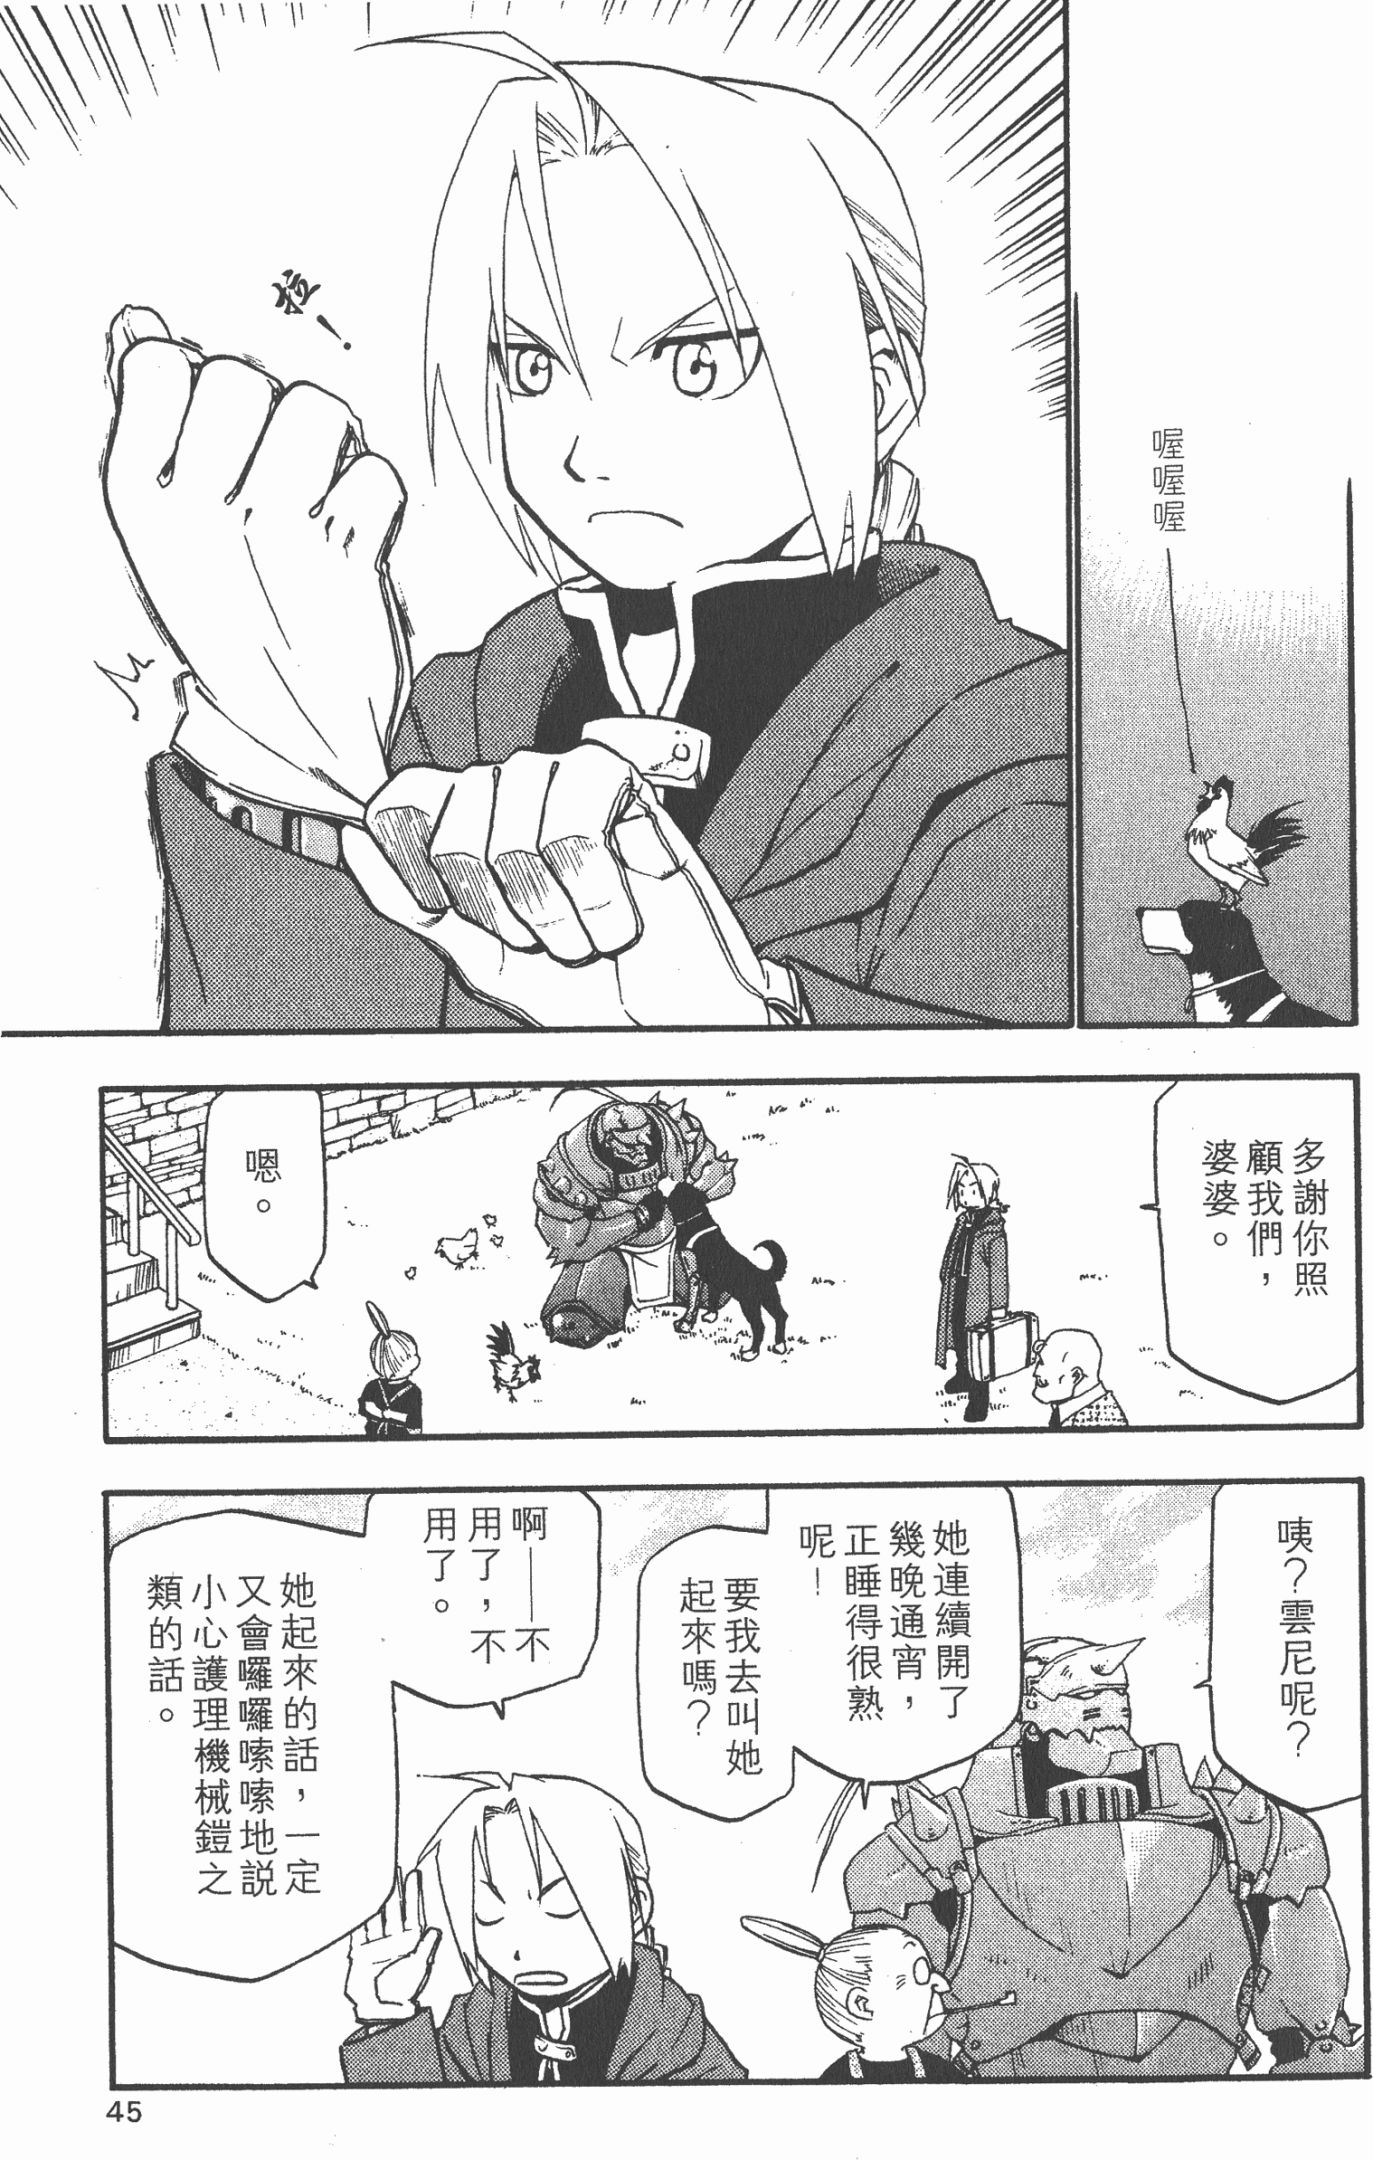 喔喔喔
拉！
多謝你照
顧我們，
婆婆。
嗯。
咦？雲尼呢？
她連續開了
幾晚通宵，
正睡得很熟
呢！
要我去叫她
起來嗎？
啊——不
用了，不
用了。
她起來的話，一定
又會囉囉嗦嗦地説
小心護理機械鎧之
類的話。
45